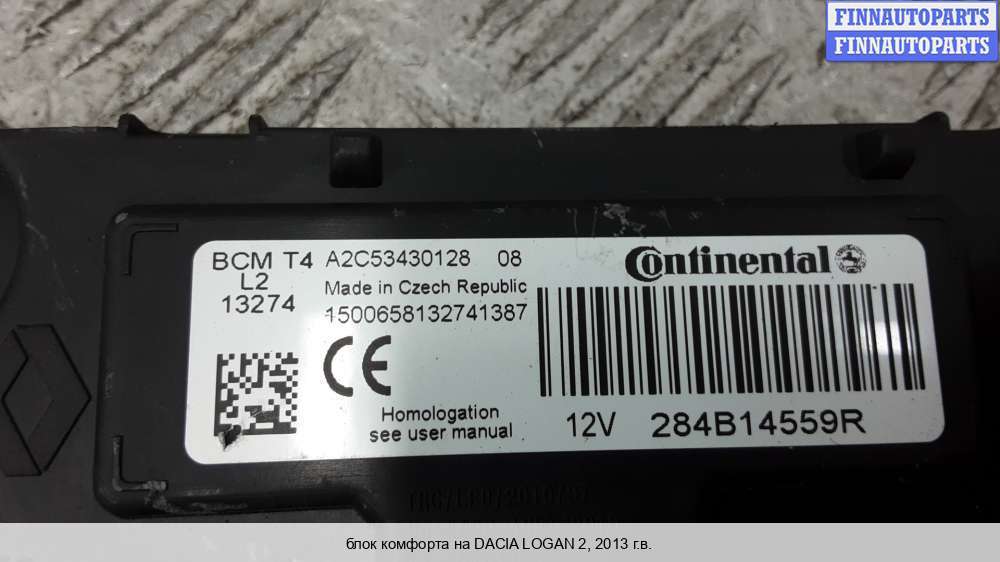 FINNAUTOPARTS
FINNAUTOPARTS
BCM T4 A2C53430128 08
L2
13274
Made in Czech Republic
1500658132741387
Continental
CE
Homologation
see user manual
12V 284B14559R
блок комфорта на DACIA LOGAN 2, 2013 г.в.